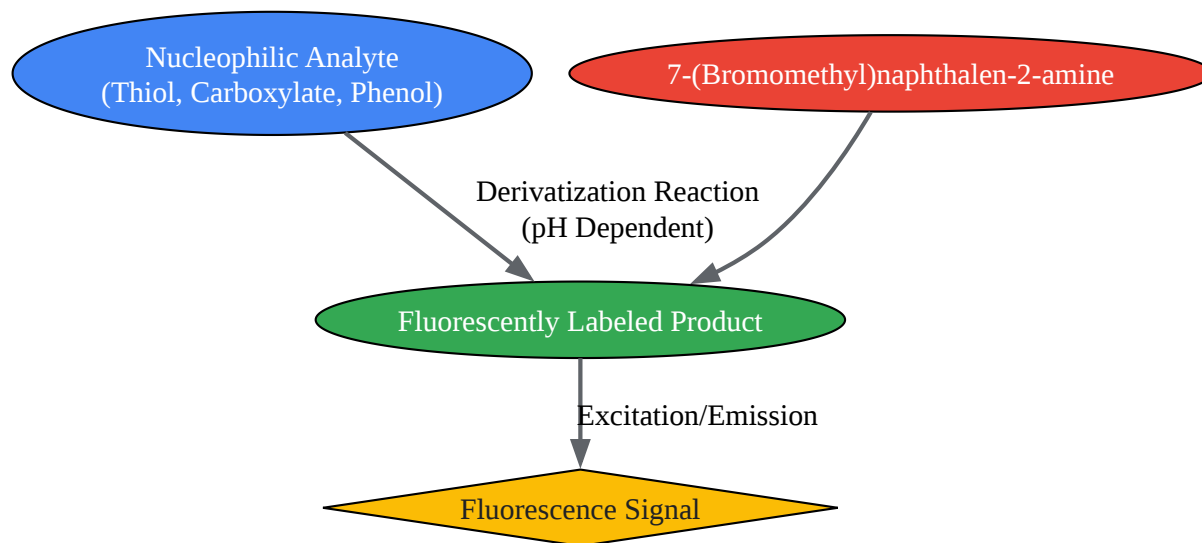 Nucleophilic Analyte
(Thiol, Carboxylate, Phenol)
7-(Bromomethyl)naphthalen-2-amine
Derivatization Reaction
(pH Dependent)
Fluorescently Labeled Product
Excitation/Emission
Fluorescence Signal